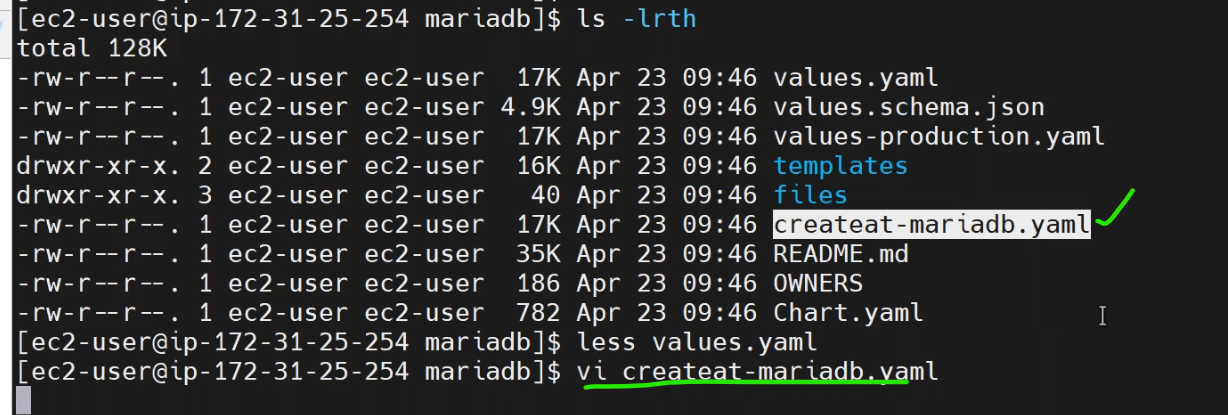 [ec2-user@ip-172-31-25-254 mariadb]$ ls -lrth
total 128K
-rw-r--r--. 1 ec2-user ec2-user  17K Apr 23 09:46 values.yaml
-rw-r--r--. 1 ec2-user ec2-user 4.9K Apr 23 09:46 values.schema.json
-rw-r--r--. 1 ec2-user ec2-user  17K Apr 23 09:46 values-production.yaml
drwxr-xr-x. 2 ec2-user ec2-user  16K Apr 23 09:46 templates
drwxr-xr-x. 3 ec2-user ec2-user   40 Apr 23 09:46 files
-rw-r--r--. 1 ec2-user ec2-user  17K Apr 23 09:46 createat-mariadb.yaml
-rw-r--r--. 1 ec2-user ec2-user  35K Apr 23 09:46 README.md
-rw-r--r--. 1 ec2-user ec2-user  186 Apr 23 09:46 OWNERS
-rw-r--r--. 1 ec2-user ec2-user  782 Apr 23 09:46 Chart.yaml
[ec2-user@ip-172-31-25-254 mariadb]$ less values.yaml
[ec2-user@ip-172-31-25-254 mariadb]$ vi createat-mariadb.yaml